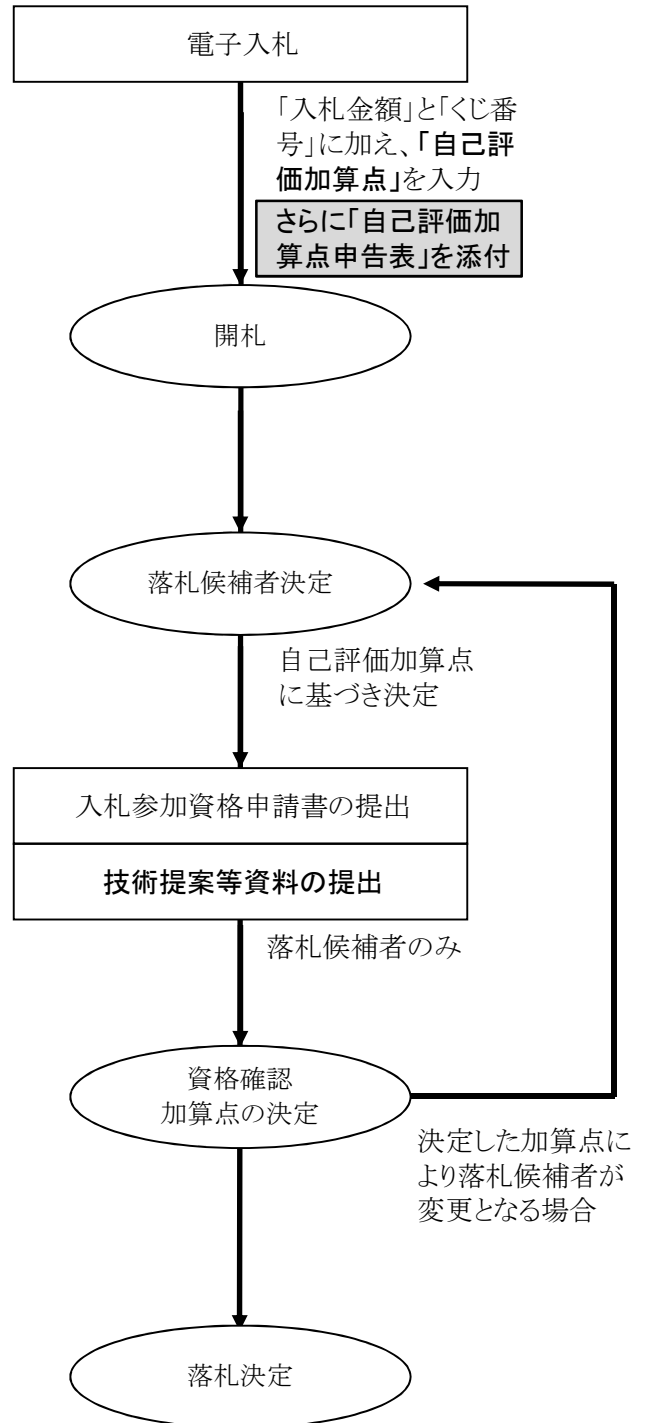 電子入札
「入札金額」と「くじ番
号」に加え、「自己評
価加算点」を入力
さらに「自己評価加
算点申告表」を添付
開札
落札候補者決定
自己評価加算点
に基づき決定
入札参加資格申請書の提出
技術提案等資料の提出
落札候補者のみ
資格確認
加算点の決定
決定した加算点に
より落札候補者が
変更となる場合
落札決定